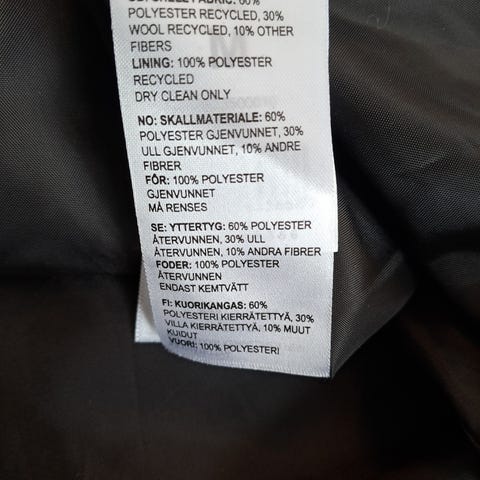 POLYESTER RECYCLED, 30%
WOOL RECYCLED, 10% OTHER
FIBERS
LINING: 100% POLYESTER
RECYCLED
DRY CLEAN ONLY
NO: SKALLMATERIALE: 60%
POLYESTER GJENVUNNET, 30%
ULL GJENVUNNET, 10% ANDRE
FIBRER
FÔR: 100% POLYESTER
GJENVUNNET
MÅ RENSES
SE: YTTERTYG: 60% POLYESTER
ÅTERVUNNEN, 30% ULL
ÅTERVUNNEN, 10% ANDRA FIBRER
FODER: 100% POLYESTER
ÅTERVUNNEN
ENDAST KEMTVÄTT
FI: KUORIKANGAS: 60%
POLYESTERI KIERRÄTETTYÄ, 30%
VILLA KIERRÄTETTYÄ, 10% MUUT
KUIDUT
VUORI: 100% POLYESTERI